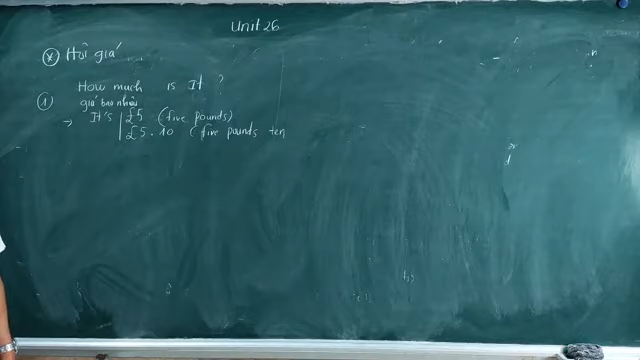 Unit 26
* Hỏi giá
How much is It ?
1 giá bao nhiêu
→ It's £5 (five pounds)
£5.10 (five pounds ten